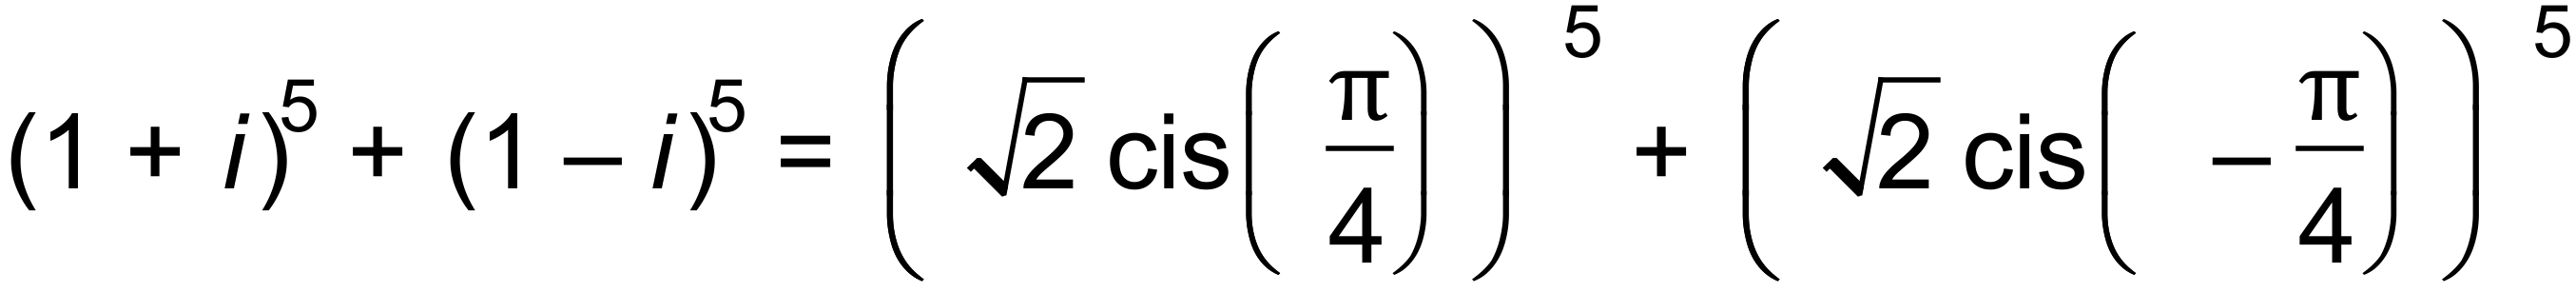 (1 + i)⁵ + (1 − i)⁵ = (√2 cis(π/4))⁵ + (√2 cis(−π/4))⁵